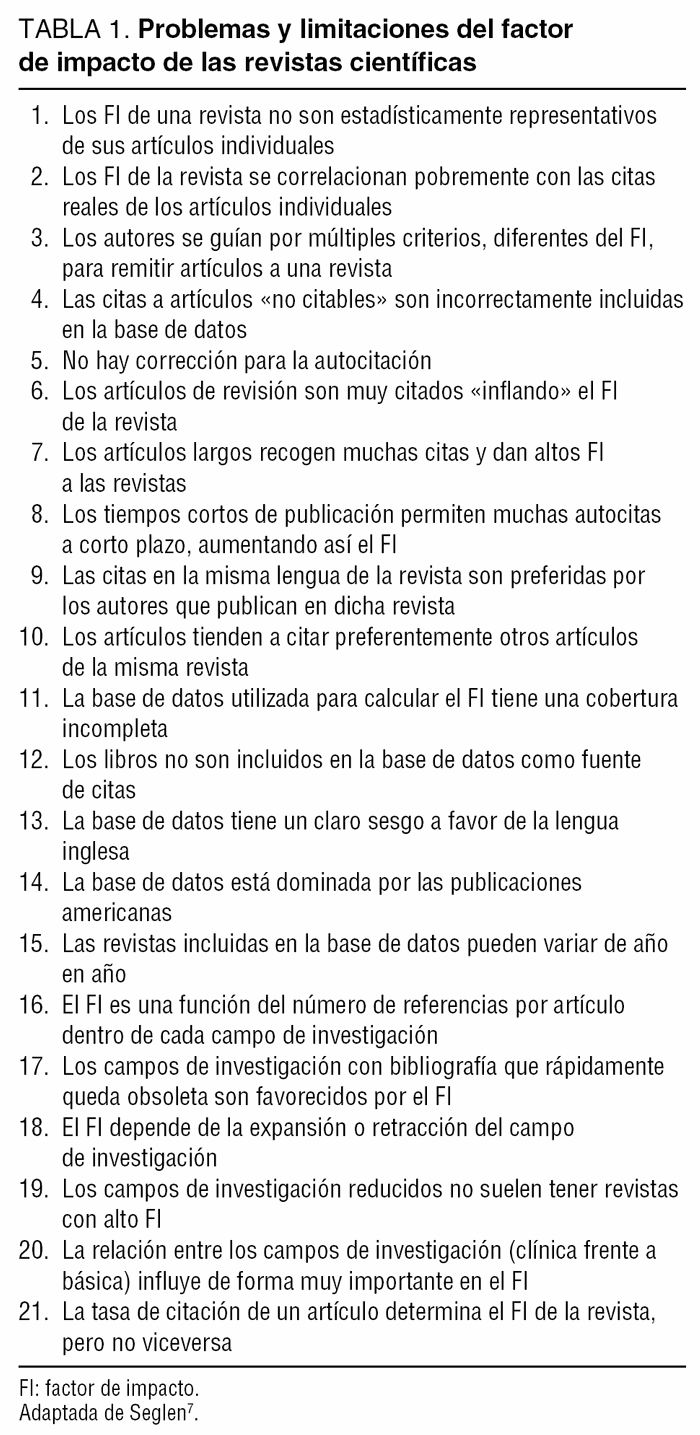 TABLA 1. Problemas y limitaciones del factor
de impacto de las revistas científicas
1. Los FI de una revista no son estadísticamente representativos
de sus artículos individuales
2. Los FI de la revista se correlacionan pobremente con las citas
reales de los artículos individuales
3. Los autores se guían por múltiples criterios, diferentes del FI,
para remitir artículos a una revista
4. Las citas a artículos «no citables» son incorrectamente incluidas
en la base de datos
5. No hay corrección para la autocitación
6. Los artículos de revisión son muy citados «inflando» el FI
de la revista
7. Los artículos largos recogen muchas citas y dan altos FI
a las revistas
8. Los tiempos cortos de publicación permiten muchas autocitas
a corto plazo, aumentando así el FI
9. Las citas en la misma lengua de la revista son preferidas por
los autores que publican en dicha revista
10. Los artículos tienden a citar preferentemente otros artículos
de la misma revista
11. La base de datos utilizada para calcular el FI tiene una cobertura
incompleta
12. Los libros no son incluidos en la base de datos como fuente
de citas
13. La base de datos tiene un claro sesgo a favor de la lengua
inglesa
14. La base de datos está dominada por las publicaciones
americanas
15. Las revistas incluidas en la base de datos pueden variar de año
en año
16. El FI es una función del número de referencias por artículo
dentro de cada campo de investigación
17. Los campos de investigación con bibliografía que rápidamente
queda obsoleta son favorecidos por el FI
18. El FI depende de la expansión o retracción del campo
de investigación
19. Los campos de investigación reducidos no suelen tener revistas
con alto FI
20. La relación entre los campos de investigación (clínica frente a
básica) influye de forma muy importante en el FI
21. La tasa de citación de un artículo determina el FI de la revista,
pero no viceversa
FI: factor de impacto.
Adaptada de Seglen⁷.